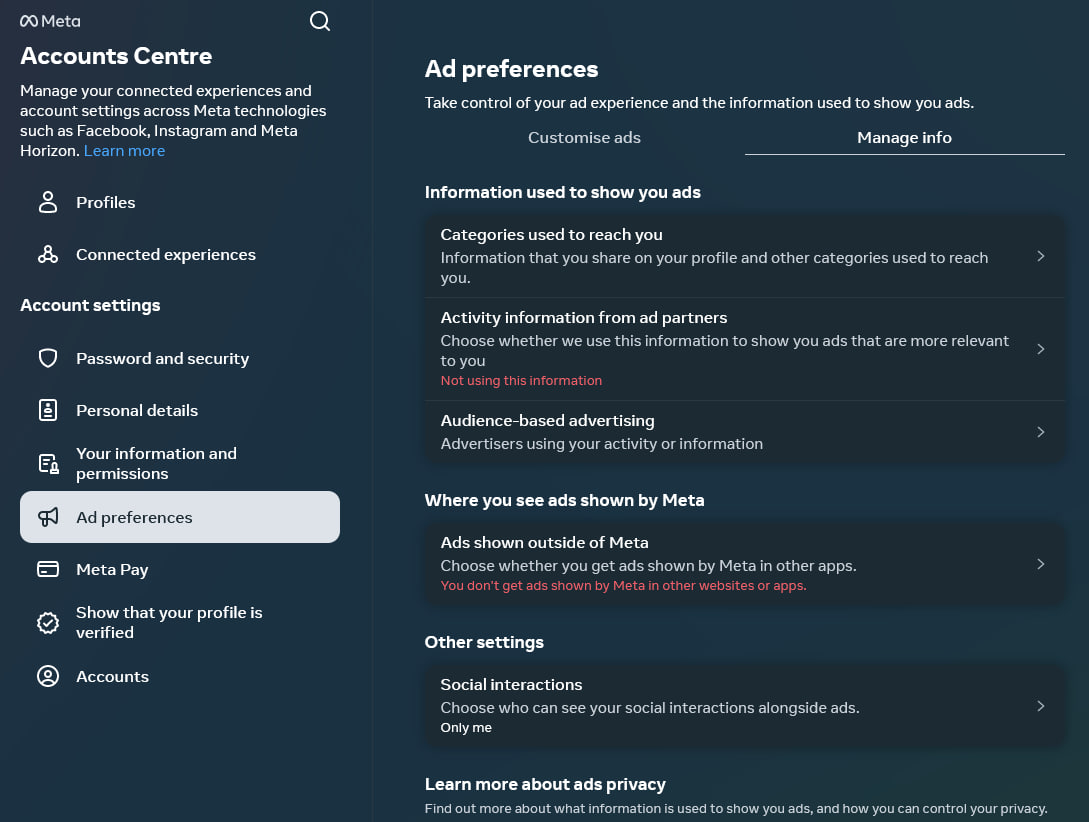 Meta
Accounts Centre
Manage your connected experiences and
account settings across Meta technologies
such as Facebook, Instagram and Meta
Horizon. Learn more
Profiles
Connected experiences
Account settings
Password and security
Personal details
Your information and
permissions
Ad preferences
Meta Pay
Show that your profile is
verified
Accounts
Ad preferences
Take control of your ad experience and the information used to show you ads.
Customise ads
Manage info
Information used to show you ads
Categories used to reach you
Information that you share on your profile and other categories used to reach
you.
Activity information from ad partners
Choose whether we use this information to show you ads that are more relevant
to you
Not using this information
Audience-based advertising
Advertisers using your activity or information
Where you see ads shown by Meta
Ads shown outside of Meta
Choose whether you get ads shown by Meta in other apps.
You don't get ads shown by Meta in other websites or apps.
Other settings
Social interactions
Choose who can see your social interactions alongside ads.
Only me
Learn more about ads privacy
Find out more about what information is used to show you ads, and how you can control your privacy.